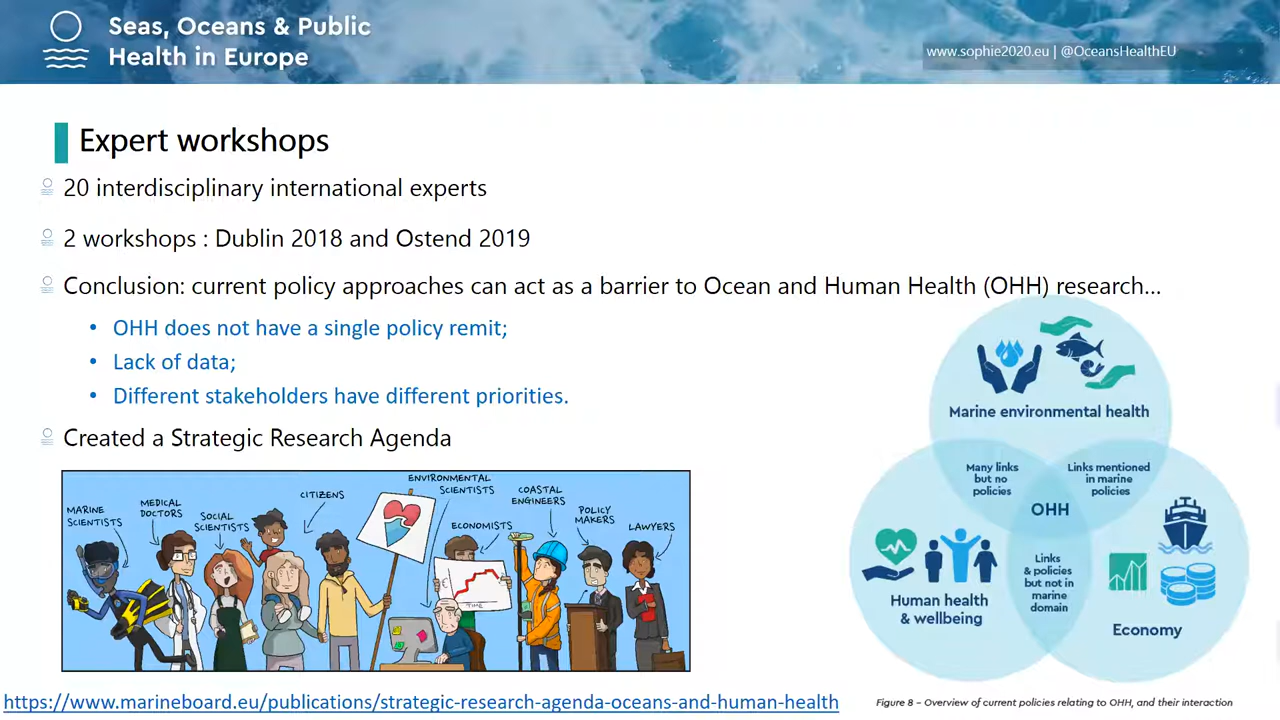 Seas, Oceans & Public
Health in Europe
www.sophie2020.eu | @OceansHealthEU
Expert workshops
20 interdisciplinary international experts
2 workshops : Dublin 2018 and Ostend 2019
Conclusion: current policy approaches can act as a barrier to Ocean and Human Health (OHH) research…
• OHH does not have a single policy remit;
• Lack of data;
• Different stakeholders have different priorities.
Created a Strategic Research Agenda
MARINE
SCIENTISTS
MEDICAL
DOCTORS
SOCIAL
SCIENTISTS
CITIZENS
ENVIRONMENTAL
SCIENTISTS
ECONOMISTS
COASTAL
ENGINEERS
POLICY
MAKERS
LAWYERS
€
TIME
Marine environmental health
Many links
but no
policies
Links mentioned
in marine
policies
OHH
Links
& policies
but not in
marine
domain
Human health
& wellbeing
Economy
https://www.marineboard.eu/publications/strategic-research-agenda-oceans-and-human-health
Figure 8 – Overview of current policies relating to OHH, and their interaction